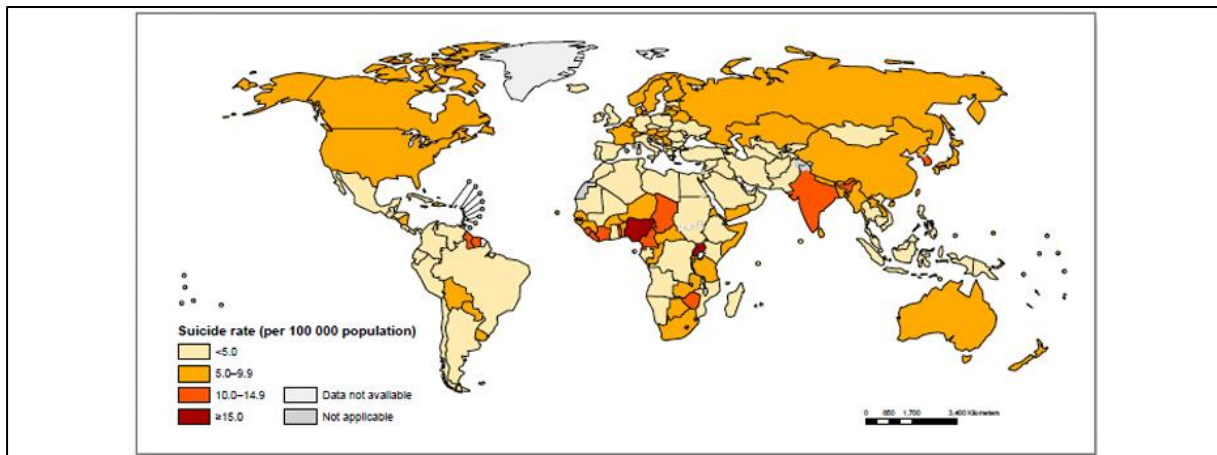 Suicide rate (per 100 000 population)
<5.0
5.0–9.9
10.0–14.9
≥15.0
Data not available
Not applicable
0 850 1,700 3,400 Kilometers